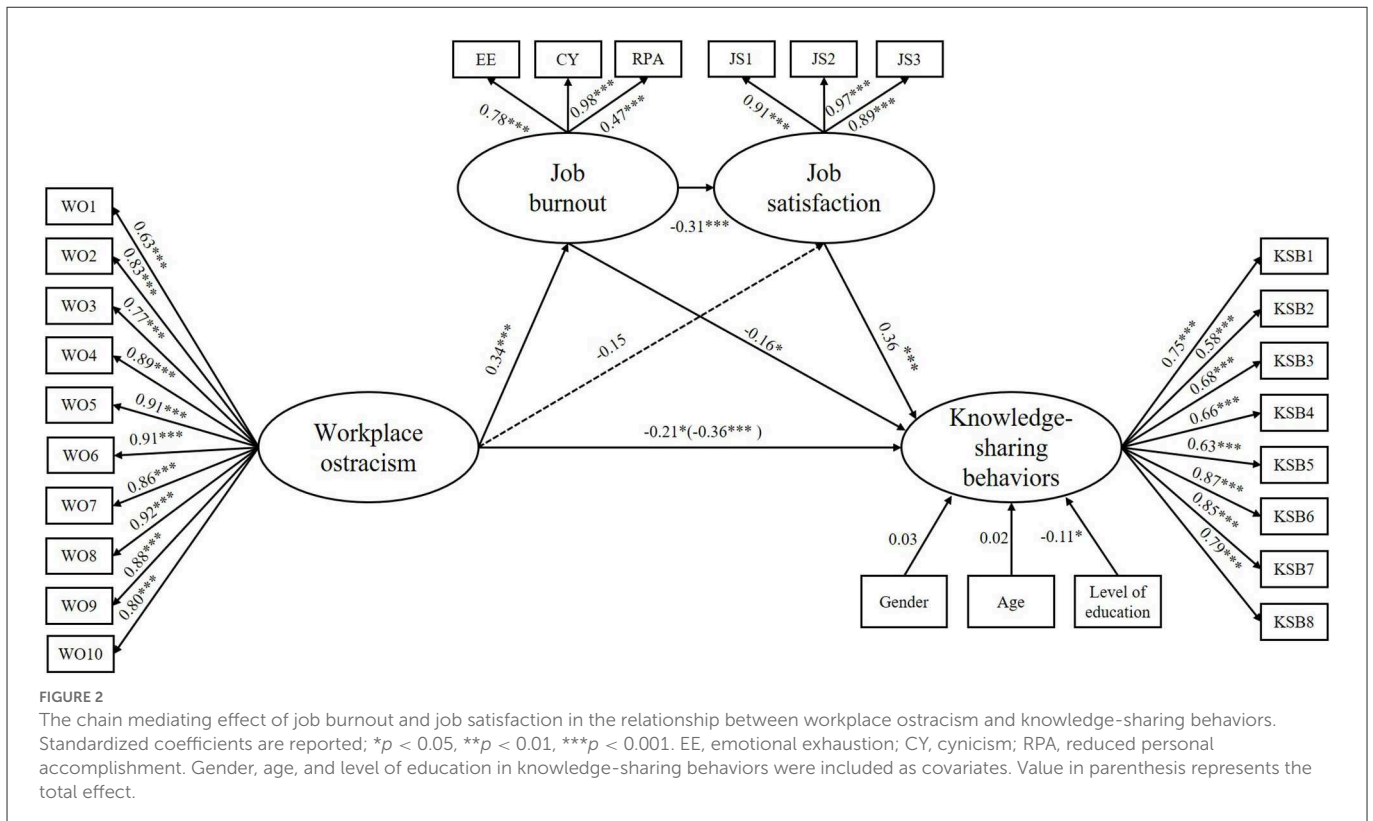 EE
CY
RPA
JS1
JS2
JS3
0.78***
0.98***
0.47***
0.91***
0.97***
0.89***
Job
burnout
Job
satisfaction
-0.31***
WO1
WO2
WO3
WO4
WO5
WO6
WO7
WO8
WO9
WO10
0.63***
0.83***
0.77***
0.89***
0.91***
0.91***
0.86***
0.92***
0.88***
0.80***
Workplace
ostracism
0.34***
-0.15
-0.16*
0.36 ***
-0.21*(-0.36*** )
Knowledge-
sharing
behaviors
0.75***
0.58***
0.68***
0.66***
0.63***
0.87***
0.85***
0.79***
KSB1
KSB2
KSB3
KSB4
KSB5
KSB6
KSB7
KSB8
0.03
0.02
-0.11*
Gender
Age
Level of
education
FIGURE 2
The chain mediating effect of job burnout and job satisfaction in the relationship between workplace ostracism and knowledge-sharing behaviors.
Standardized coefficients are reported; *p < 0.05, **p < 0.01, ***p < 0.001. EE, emotional exhaustion; CY, cynicism; RPA, reduced personal
accomplishment. Gender, age, and level of education in knowledge-sharing behaviors were included as covariates. Value in parenthesis represents the
total effect.